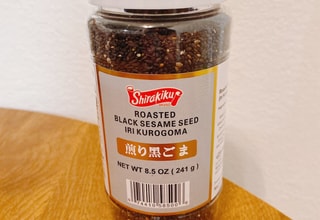 Shirakiku
ROASTED
BLACK SESAME SEED
IRI KUROGOMA
煎り黒ごま
NET WT 8.5 OZ (241 g)